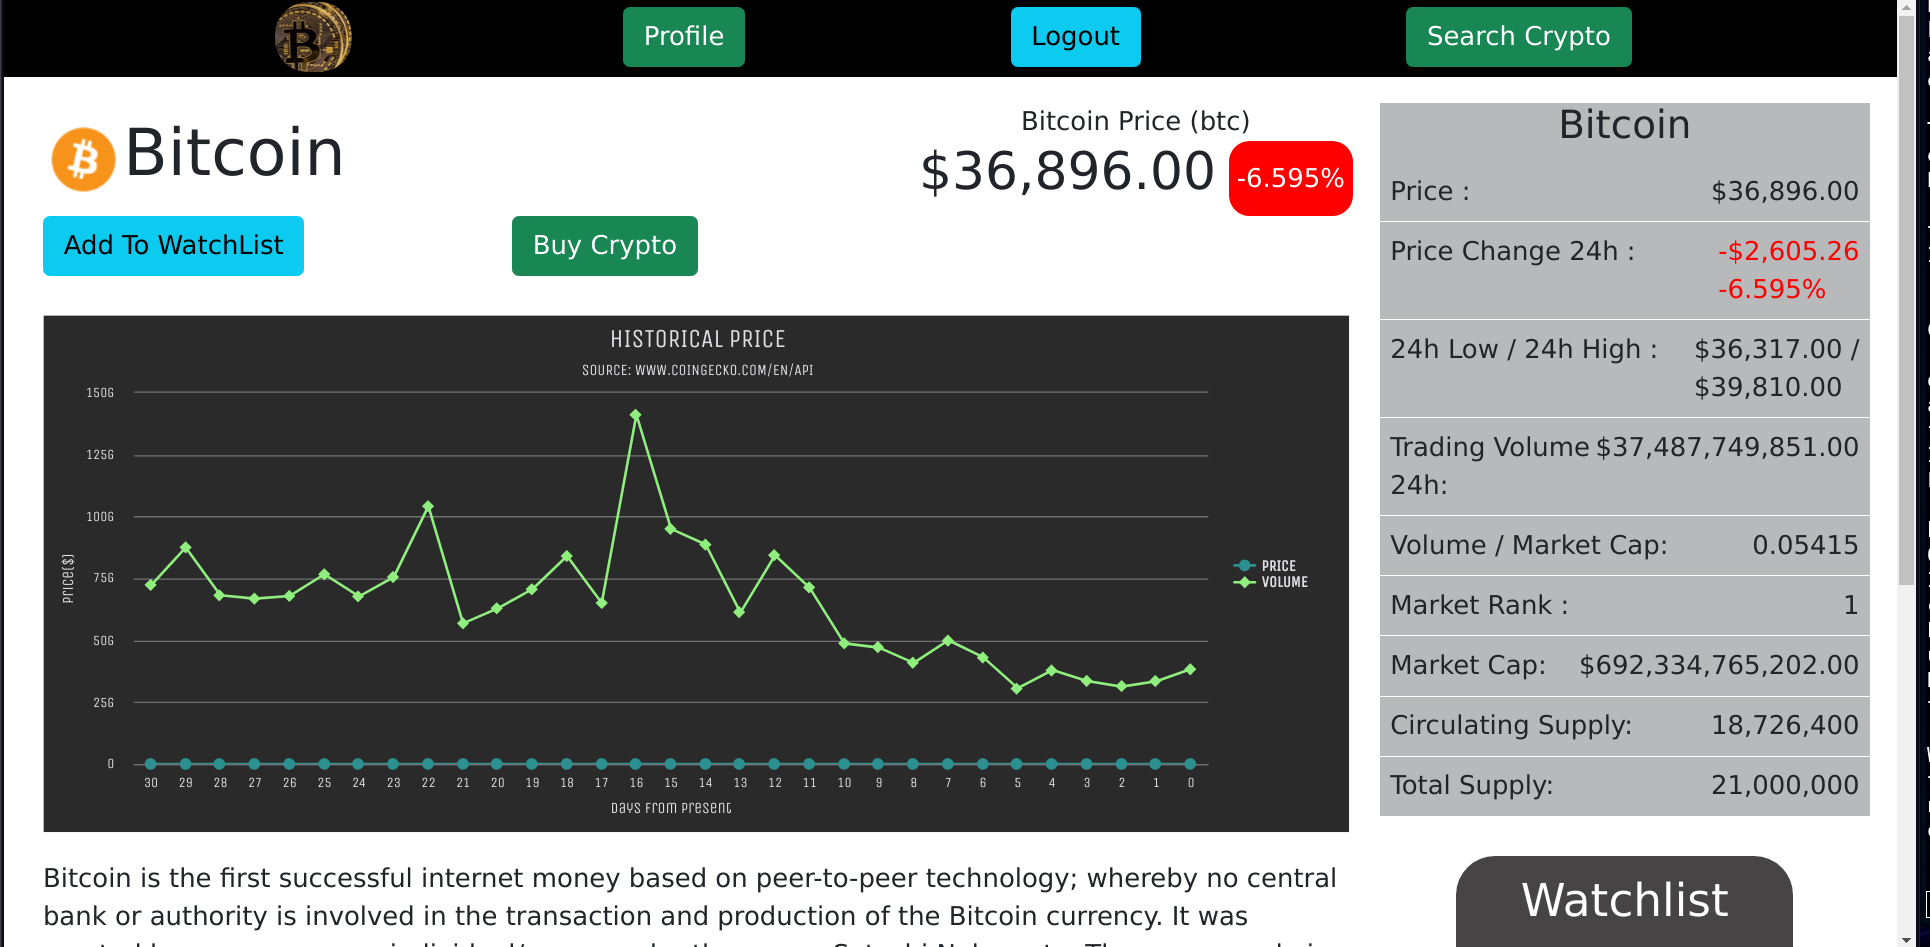 Profile
Logout
Search Crypto
Bitcoin
Bitcoin Price (btc)
$36,896.00
-6.595%
Add To WatchList
Buy Crypto
HISTORICAL PRICE
SOURCE: WWW.COINGECKO.COM/EN/API
150G
125G
100G
75G
50G
25G
0
Price($)
30 29 28 27 26 25 24 23 22 21 20 19 18 17 16 15 14 13 12 11 10 9 8 7 6 5 4 3 2 1 0
Days From Present
PRICE
VOLUME
Bitcoin is the first successful internet money based on peer-to-peer technology; whereby no central
bank or authority is involved in the transaction and production of the Bitcoin currency. It was
Bitcoin
Price : $36,896.00
Price Change 24h : -$2,605.26
-6.595%
24h Low / 24h High : $36,317.00 /
$39,810.00
Trading Volume $37,487,749,851.00
24h:
Volume / Market Cap: 0.05415
Market Rank : 1
Market Cap: $692,334,765,202.00
Circulating Supply: 18,726,400
Total Supply: 21,000,000
Watchlist